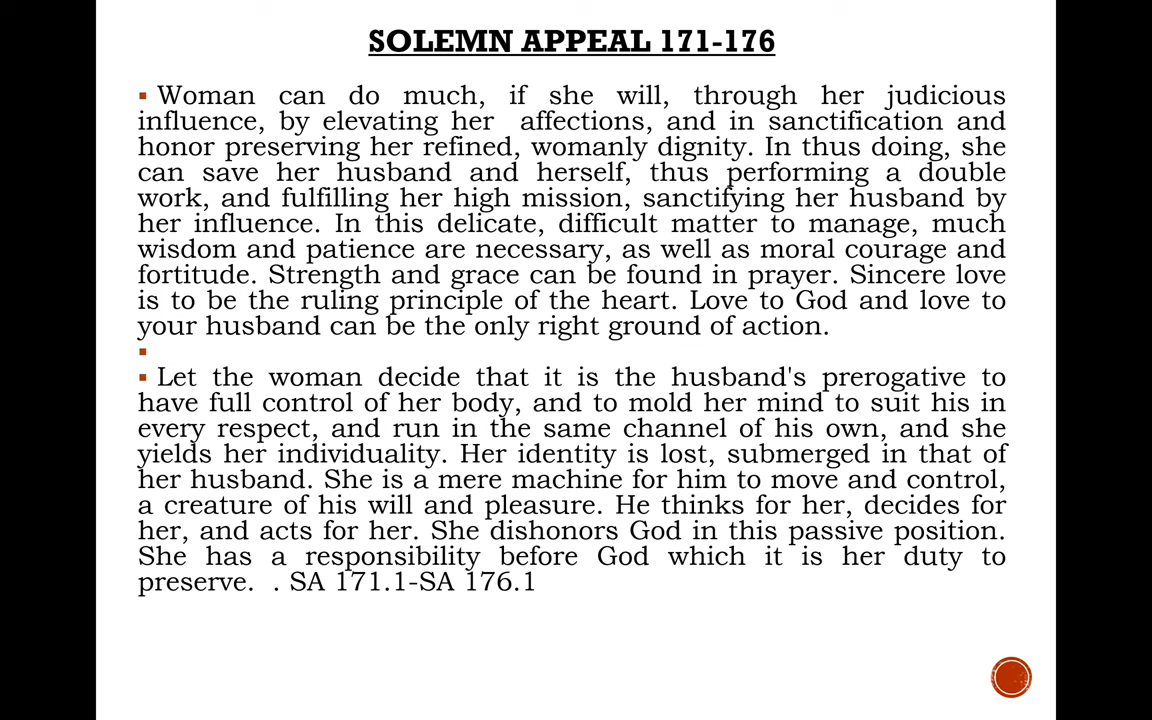 SOLEMN APPEAL 171-176
▪ Woman can do much, if she will, through her judicious
influence, by elevating her affections, and in sanctification and
honor preserving her refined, womanly dignity. In thus doing, she
can save her husband and herself, thus performing a double
work, and fulfilling her high mission, sanctifying her husband by
her influence. In this delicate, difficult matter to manage, much
wisdom and patience are necessary, as well as moral courage and
fortitude. Strength and grace can be found in prayer. Sincere love
is to be the ruling principle of the heart. Love to God and love to
your husband can be the only right ground of action.
▪
▪ Let the woman decide that it is the husband's prerogative to
have full control of her body, and to mold her mind to suit his in
every respect, and run in the same channel of his own, and she
yields her individuality. Her identity is lost, submerged in that of
her husband. She is a mere machine for him to move and control,
a creature of his will and pleasure. He thinks for her, decides for
her, and acts for her. She dishonors God in this passive position.
She has a responsibility before God which it is her duty to
preserve. . SA 171.1-SA 176.1